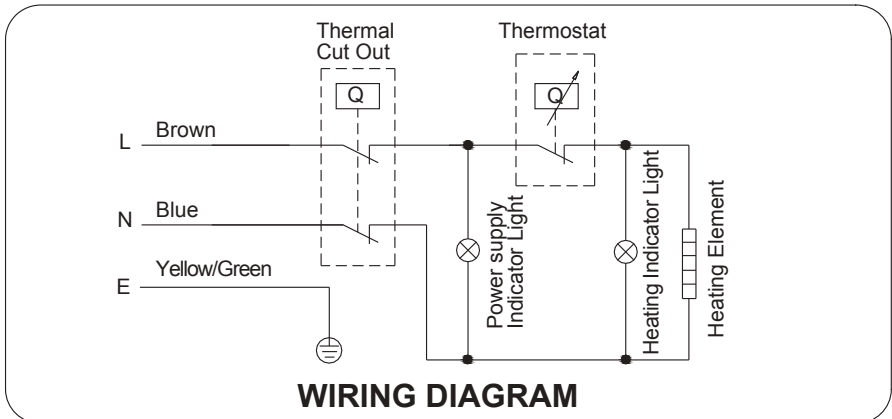 Thermal
Cut Out
Thermostat
Q
Q
L
Brown
N
Blue
E
Yellow/Green
Power supply
Indicator Light
Heating Indicator Light
Heating Element
WIRING DIAGRAM